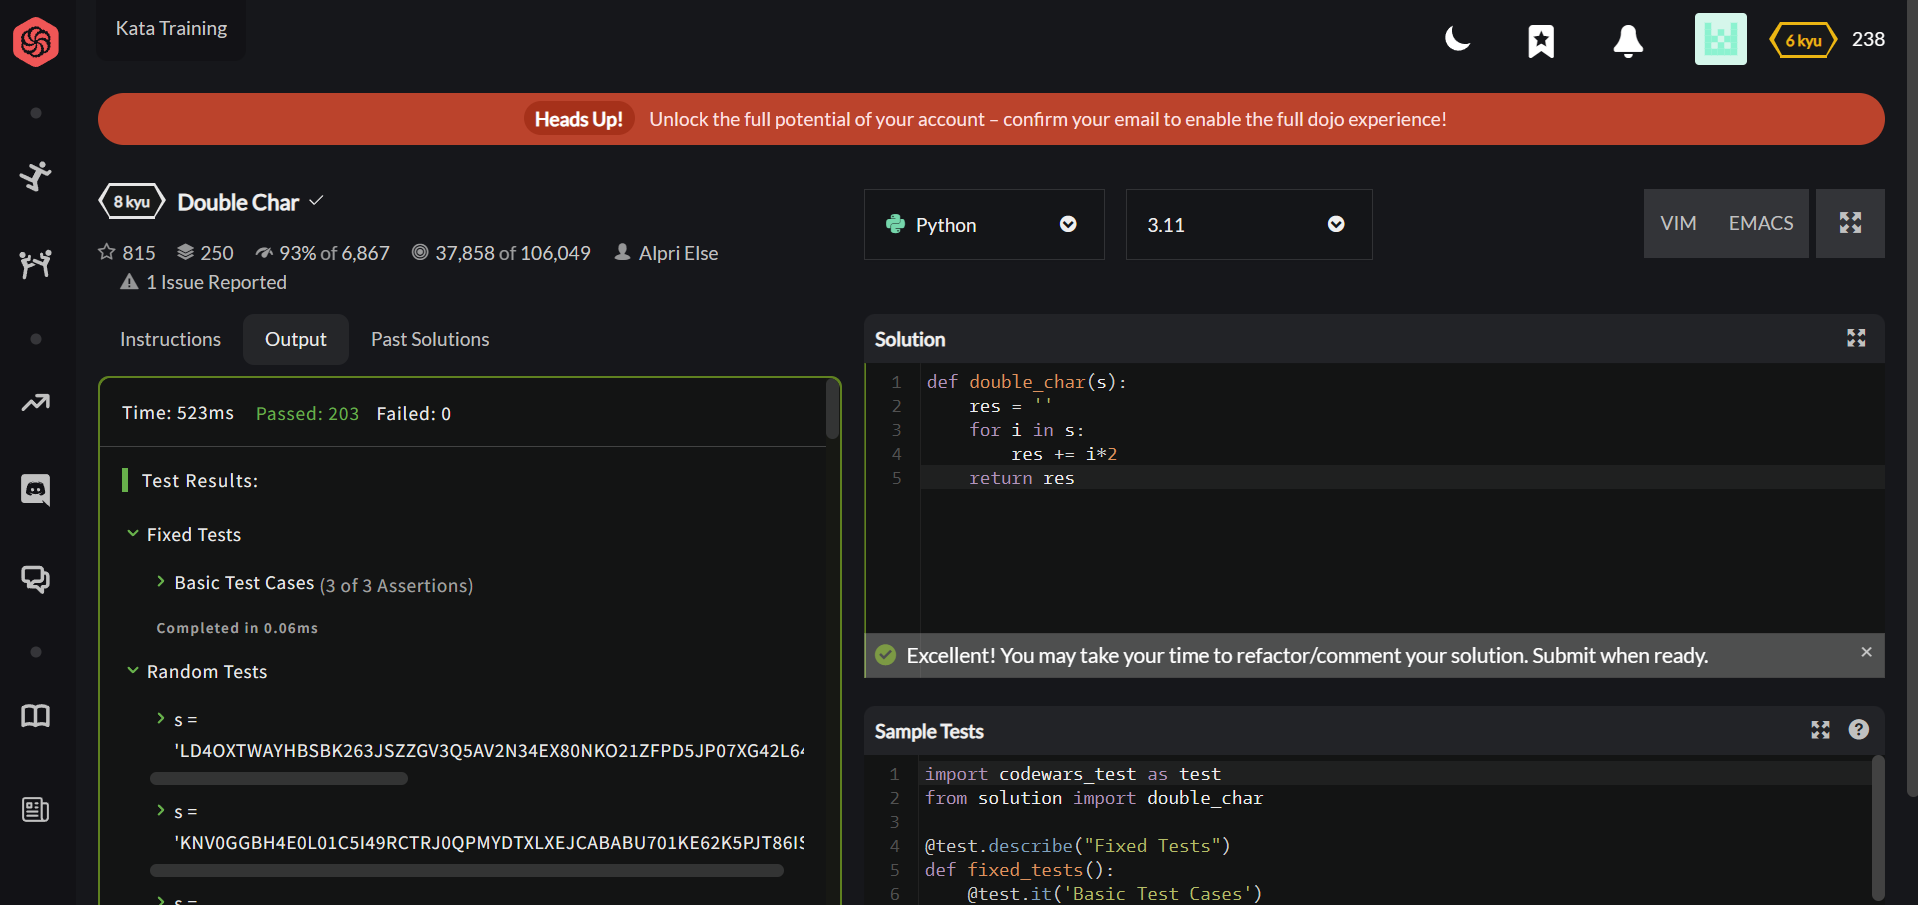 Kata Training
6 kyu 238
Heads Up! Unlock the full potential of your account – confirm your email to enable the full dojo experience!
8 kyu Double Char
815 250 93% of 6,867 37,858 of 106,049 Alpri Else
1 Issue Reported
Python
3.11
VIM EMACS
Instructions Output Past Solutions
Time: 523ms Passed: 203 Failed: 0
Test Results:
Fixed Tests
Basic Test Cases (3 of 3 Assertions)
Completed in 0.06ms
Random Tests
s =
'LD4OXTWAYHBSBK263JSZZGV3Q5AV2N34EX80NKO21ZFPD5JP07XG42L64
s =
'KNV0GGBH4E0L01C5I49RCTRJ0QPMYDTXLXEJCABABU701KE62K5PJT86IS
s =
Solution
1 def double_char(s):
2     res = ''
3     for i in s:
4         res += i*2
5     return res
Excellent! You may take your time to refactor/comment your solution. Submit when ready.
Sample Tests
1 import codewars_test as test
2 from solution import double_char
3
4 @test.describe("Fixed Tests")
5 def fixed_tests():
6     @test.it('Basic Test Cases')